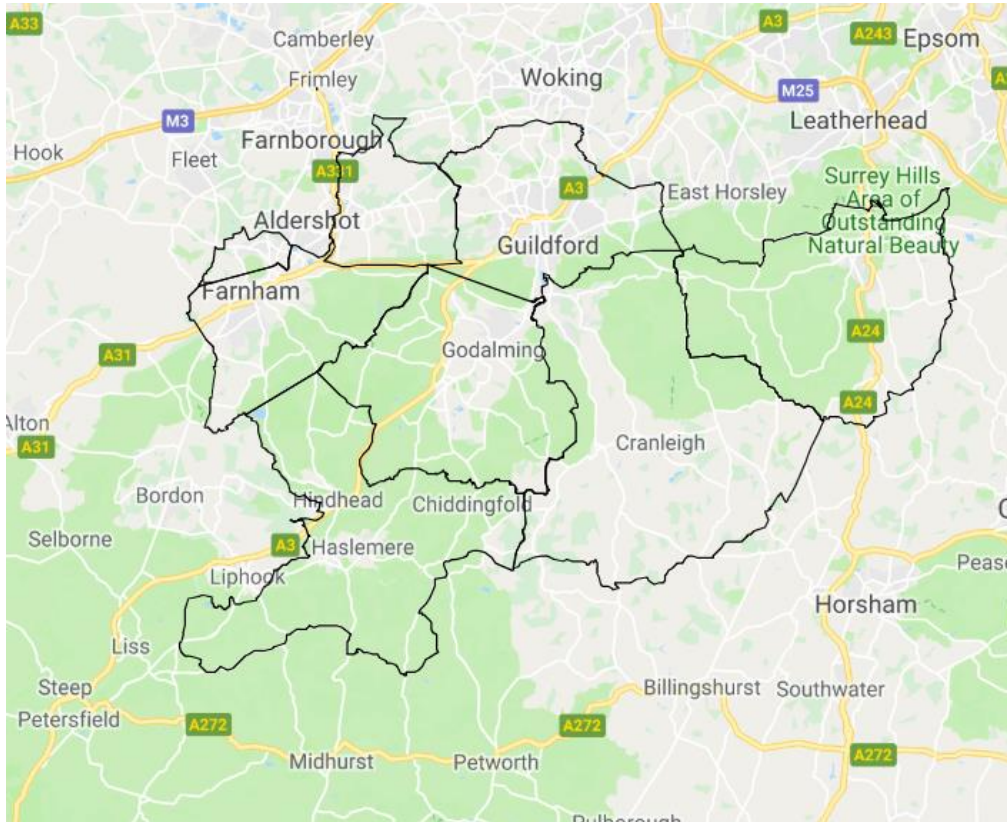 A33
A3
A243
Epsom
Camberley
Woking
Frimley
M25
M3
Leatherhead
Farnborough
Hook
Fleet
A331
A3
East Horsley
Surrey Hills
Area of
Outstanding
Natural Beauty
Aldershot
Guildford
Farnham
A24
Godalming
A31
A24
Alton
A31
Cranleigh
Bordon
Hindhead
Chiddingfold
Selborne
A3
Haslemere
Liphook
Horsham
Liss
Steep
Petersfield
Billingshurst
Southwater
A272
A272
Midhurst
Petworth
A272